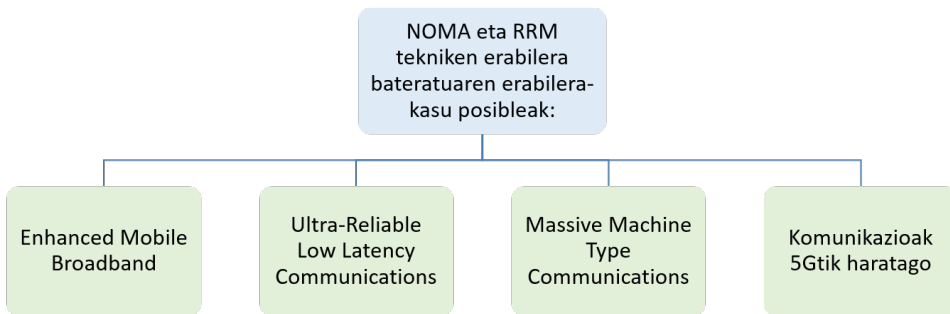 NOMA eta RRM
tekniken erabilera
bateratuaren erabilera-
kasu posibleak:
Enhanced Mobile
Broadband
Ultra-Reliable
Low Latency
Communications
Massive Machine
Type
Communications
Komunikazioak
5Gtik haratago